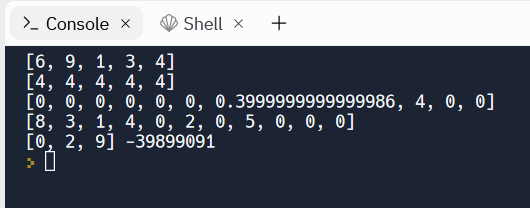 Console × Shell × +
[6, 9, 1, 3, 4]
[4, 4, 4, 4, 4]
[0, 0, 0, 0, 0, 0, 0.3999999999999986, 4, 0, 0]
[8, 3, 1, 4, 0, 2, 0, 5, 0, 0, 0]
[0, 2, 9] -39899091
>